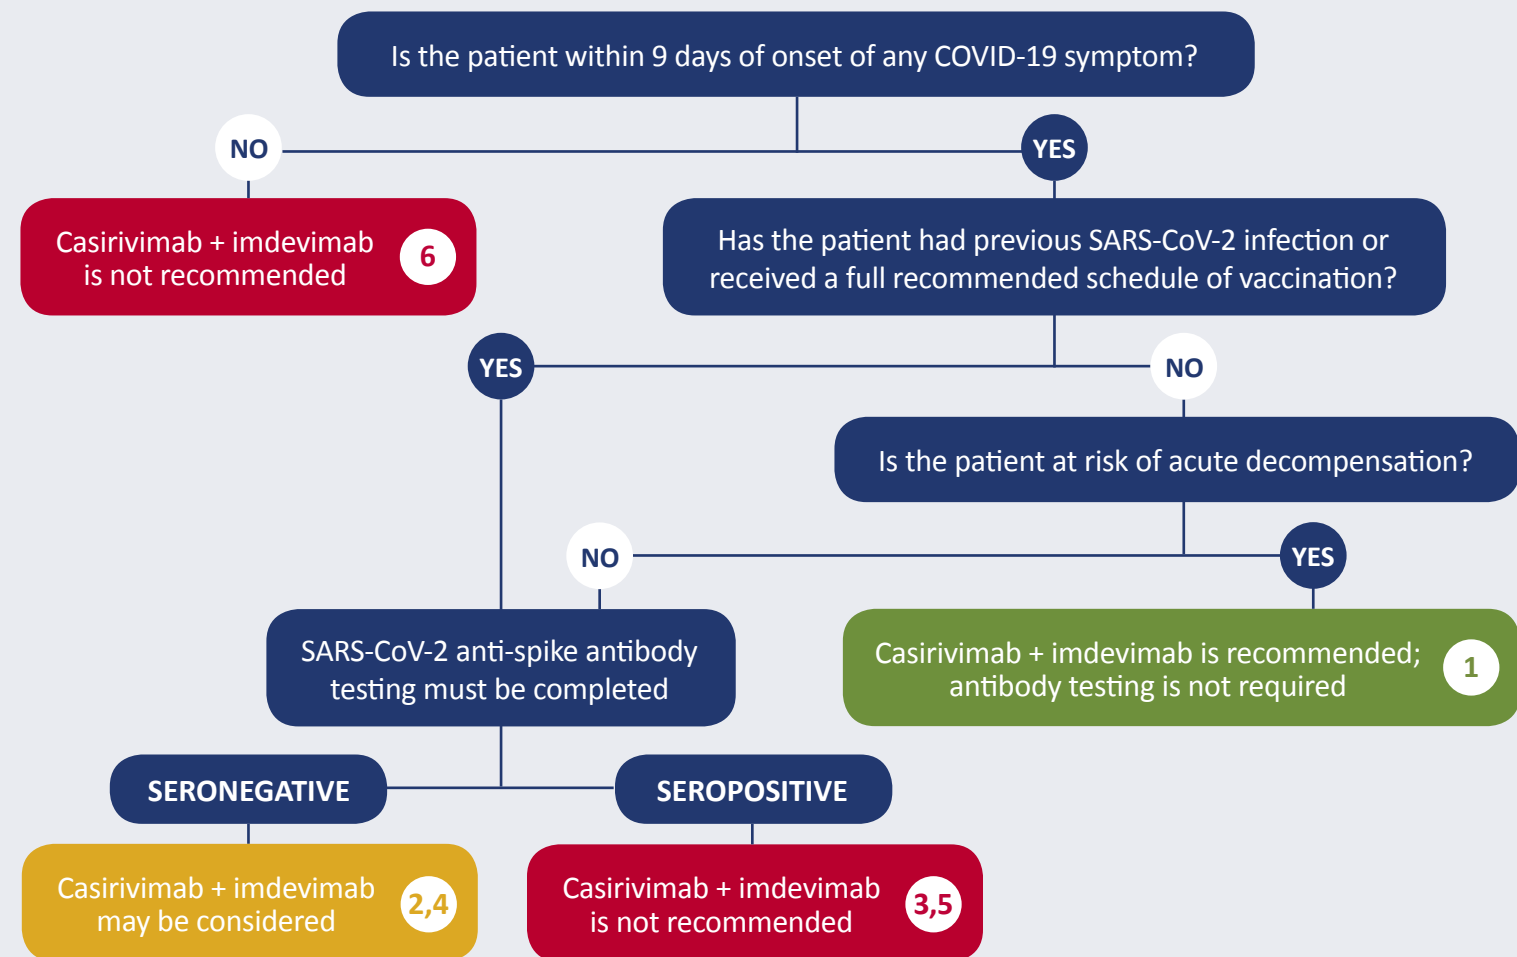 Is the patient within 9 days of onset of any COVID-19 symptom?
NO
YES
Casirivimab + imdevimab
is not recommended
6
Has the patient had previous SARS-CoV-2 infection or
received a full recommended schedule of vaccination?
YES
NO
Is the patient at risk of acute decompensation?
NO
YES
SARS-CoV-2 anti-spike antibody
testing must be completed
Casirivimab + imdevimab is recommended;
antibody testing is not required
1
SERONEGATIVE
SEROPOSITIVE
Casirivimab + imdevimab
may be considered
2,4
Casirivimab + imdevimab
is not recommended
3,5